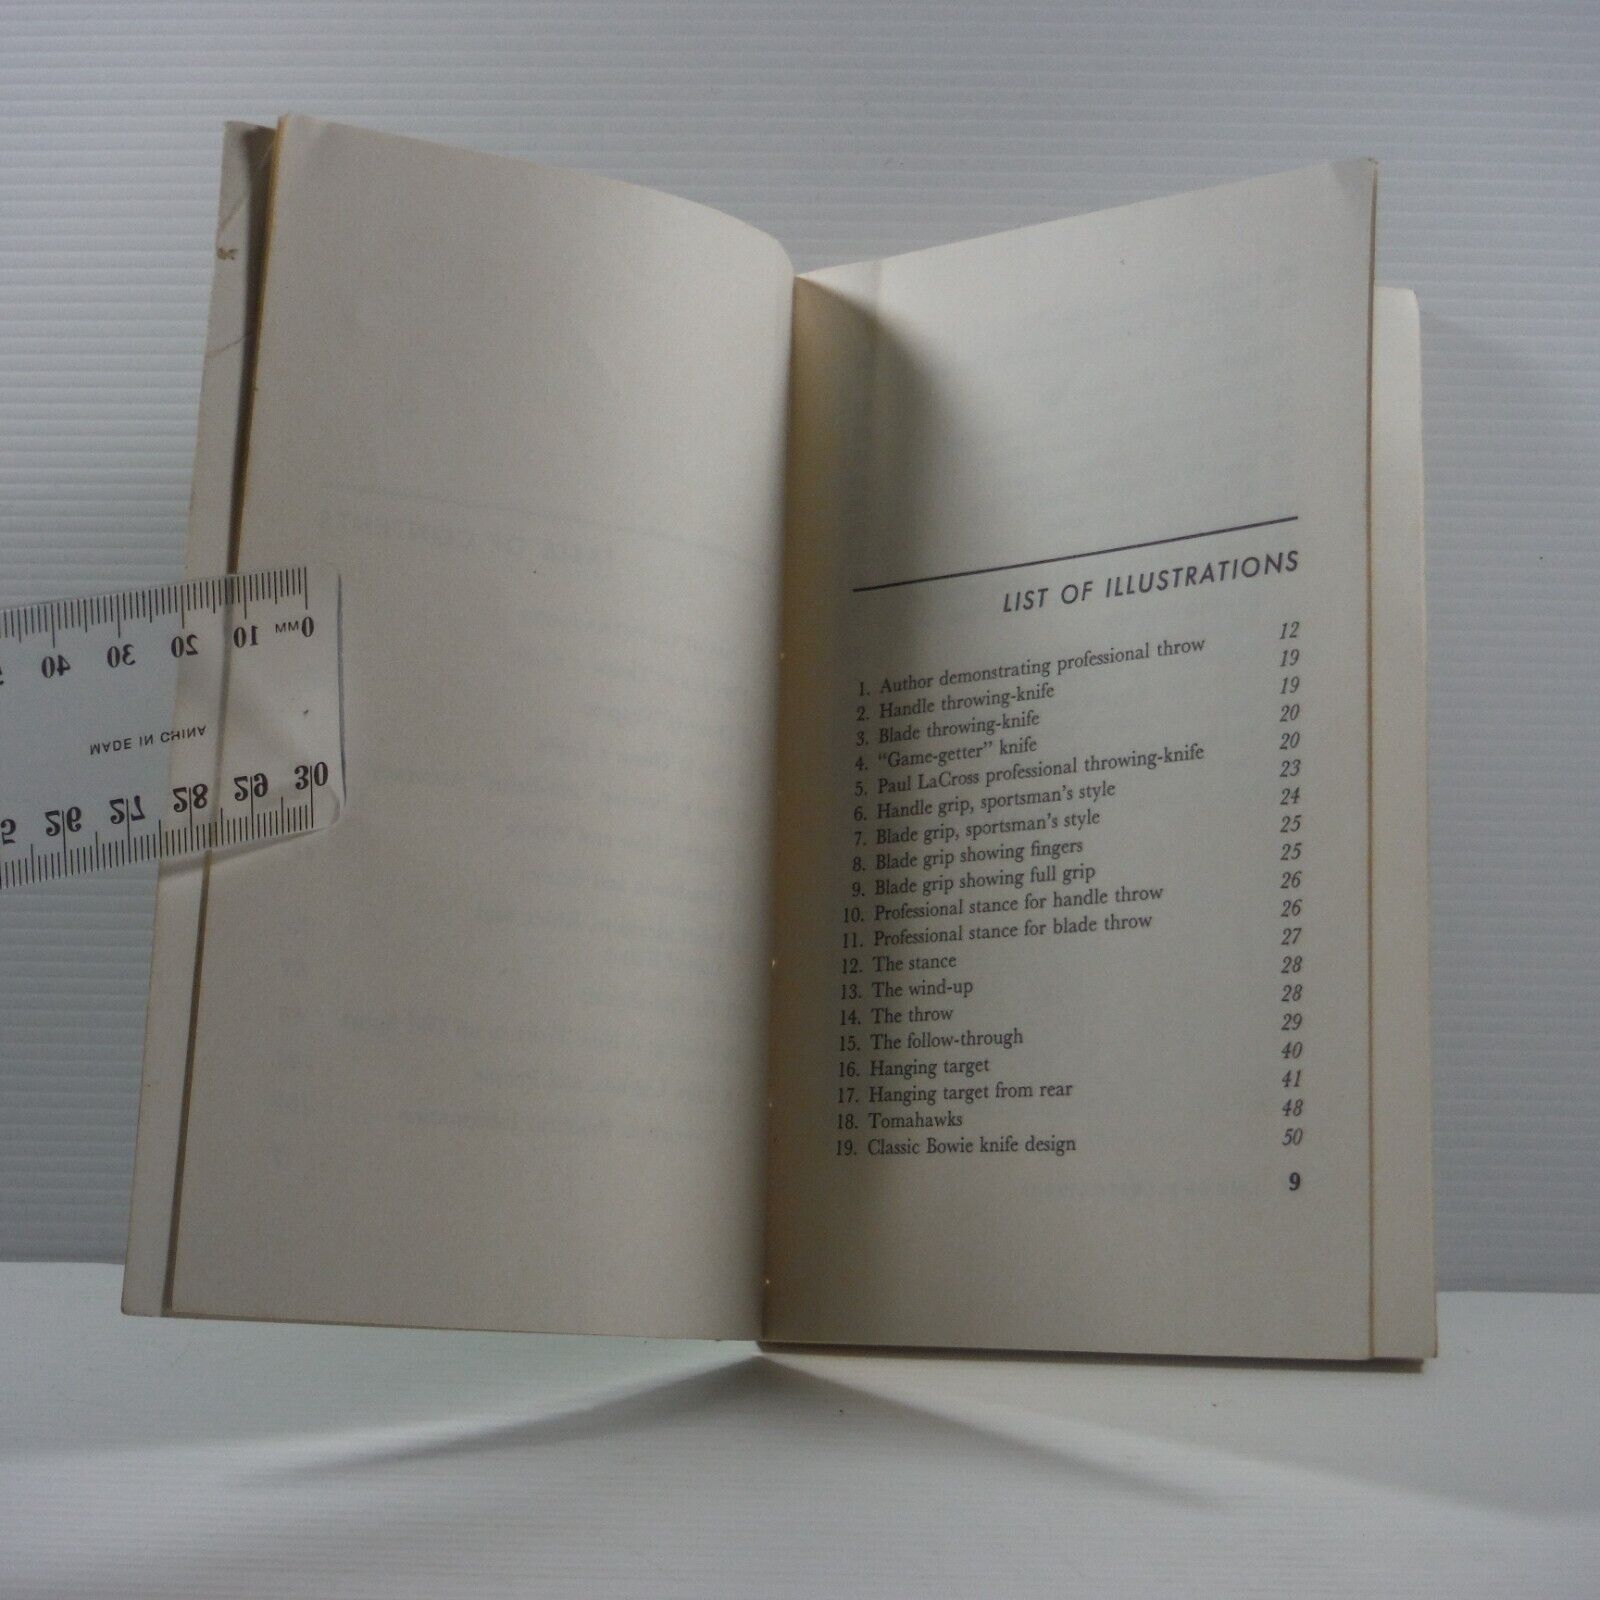 LIST OF ILLUSTRATIONS
1. Author demonstrating professional throw 12
2. Handle throwing-knife 19
3. Blade throwing-knife 19
4. "Game-getter" knife 20
5. Paul LaCross professional throwing-knife 20
6. Handle grip, sportsman's style 23
7. Blade grip, sportsman's style 24
8. Blade grip showing fingers 25
9. Blade grip showing full grip 25
10. Professional stance for handle throw 26
11. Professional stance for blade throw 26
12. The stance 27
13. The wind-up 28
14. The throw 28
15. The follow-through 29
16. Hanging target 40
17. Hanging target from rear 41
18. Tomahawks 48
19. Classic Bowie knife design 50
9
40 30 20 10 MM 0
MADE IN CHINA
26 27 28 29 30